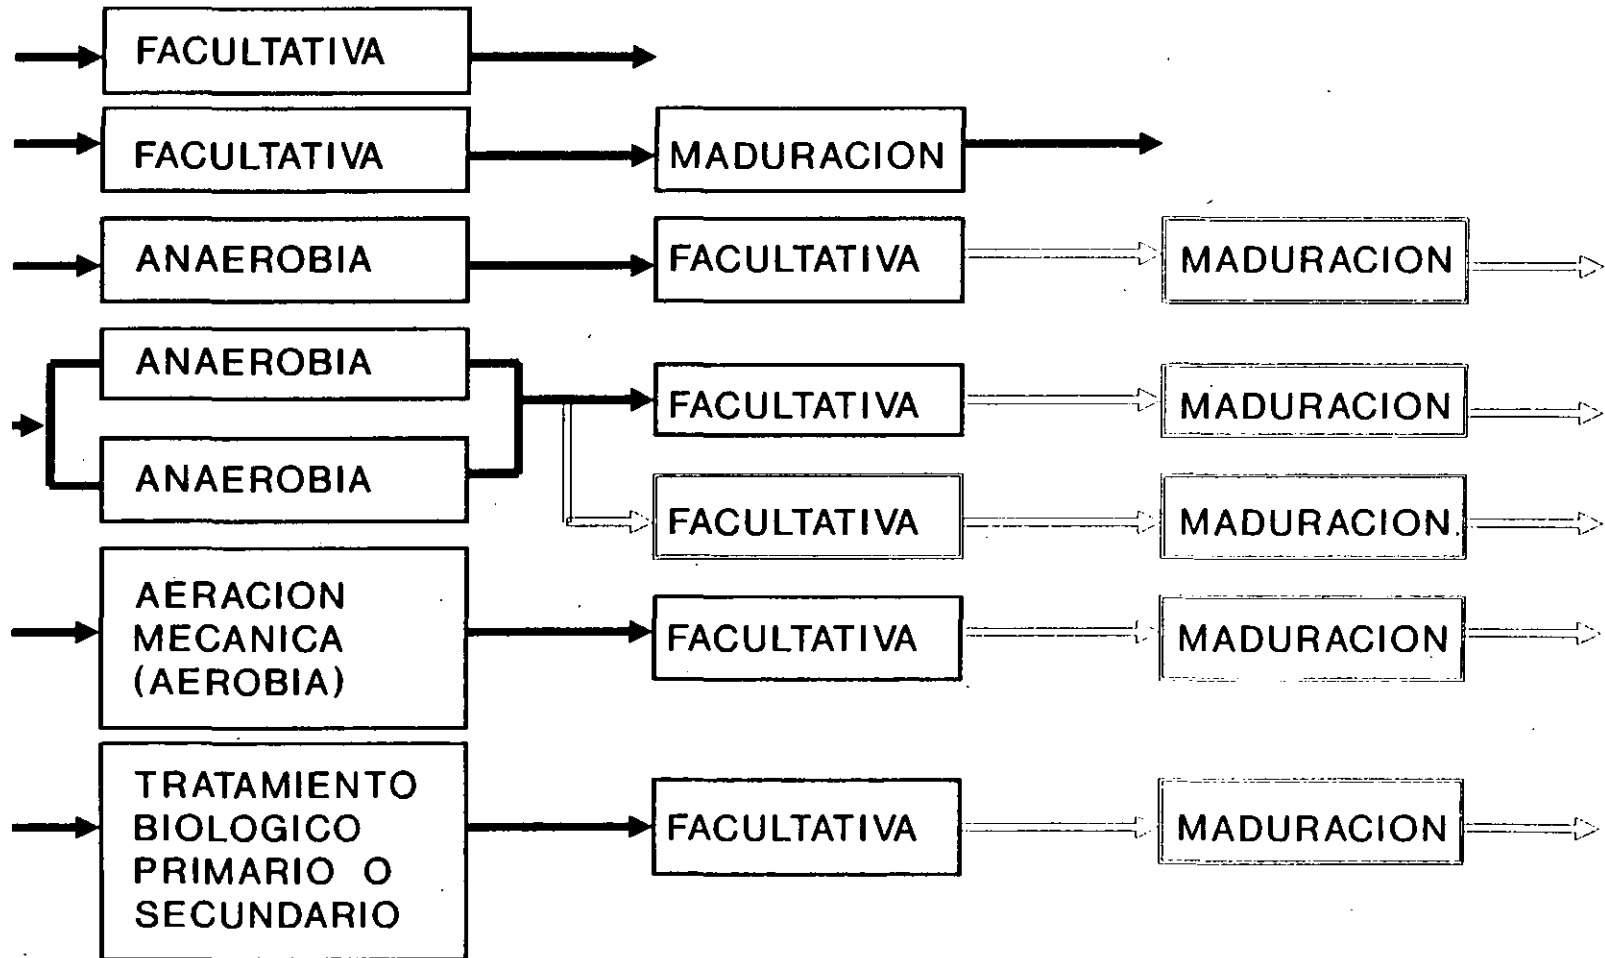 FACULTATIVA
FACULTATIVA
MADURACION
ANAEROBIA
FACULTATIVA
MADURACION
ANAEROBIA
FACULTATIVA
MADURACION
ANAEROBIA
FACULTATIVA
MADURACION
AERACION
MECANICA
(AEROBIA)
FACULTATIVA
MADURACION
TRATAMIENTO
BIOLOGICO
PRIMARIO O
SECUNDARIO
FACULTATIVA
MADURACION